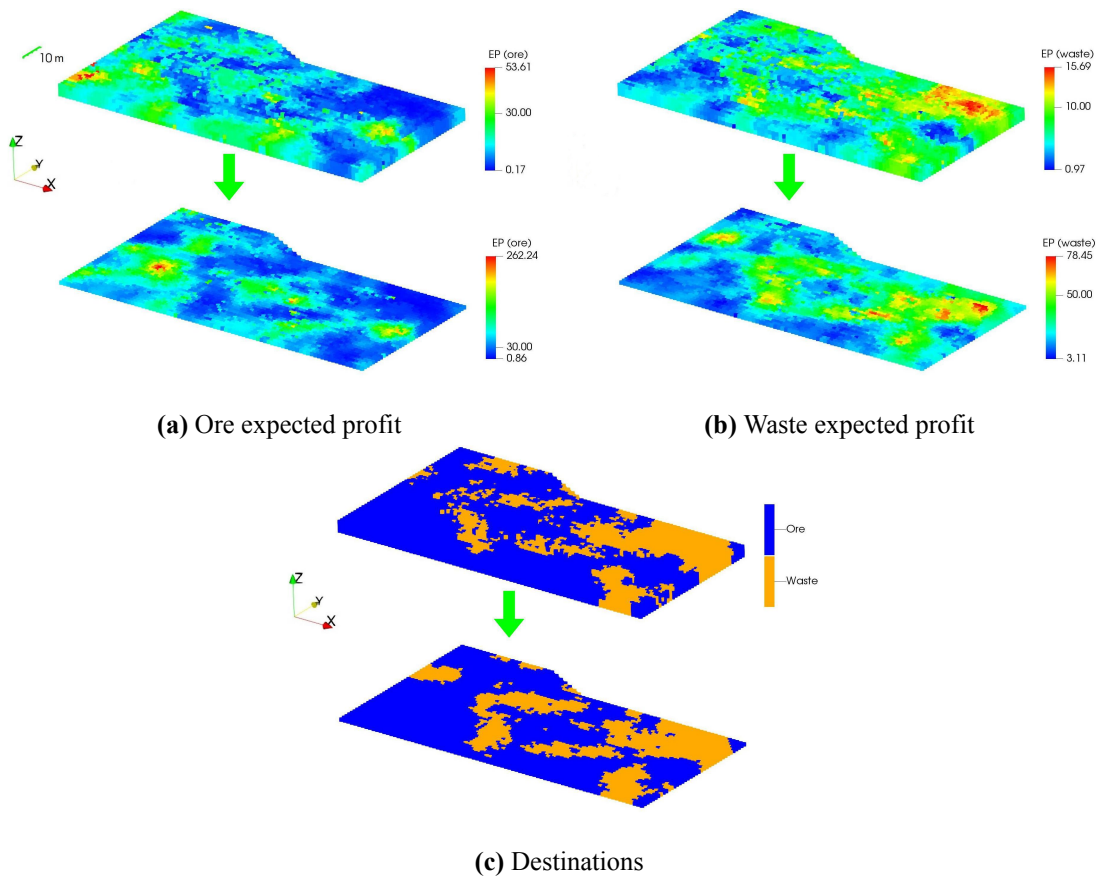 10 m
EP (ore)
53.61
30.00
0.17
Z
Y
X
EP (waste)
15.69
10.00
0.97
EP (ore)
262.24
30.00
0.86
EP (waste)
78.45
50.00
3.11
(a) Ore expected profit
(b) Waste expected profit
Ore
Waste
Z
Y
X
(c) Destinations